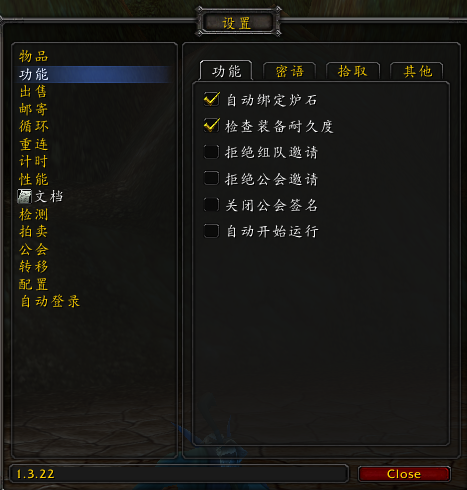 设置
物品
功能
出售
邮寄
循环
重连
计时
性能
文档
检测
拍卖
公会
转移
配置
自动登录
功能 密语 拾取 其他
自动绑定炉石
检查装备耐久度
拒绝组队邀请
拒绝公会邀请
关闭公会签名
自动开始运行
1.3.22
Close